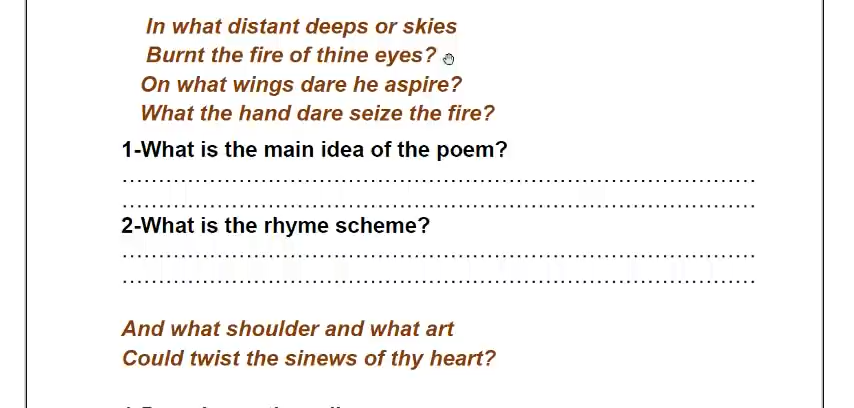 In what distant deeps or skies
Burnt the fire of thine eyes?
On what wings dare he aspire?
What the hand dare seize the fire?
1-What is the main idea of the poem?
………………………………………………………………………………
………………………………………………………………………………
2-What is the rhyme scheme?
………………………………………………………………………………
………………………………………………………………………………
And what shoulder and what art
Could twist the sinews of thy heart?